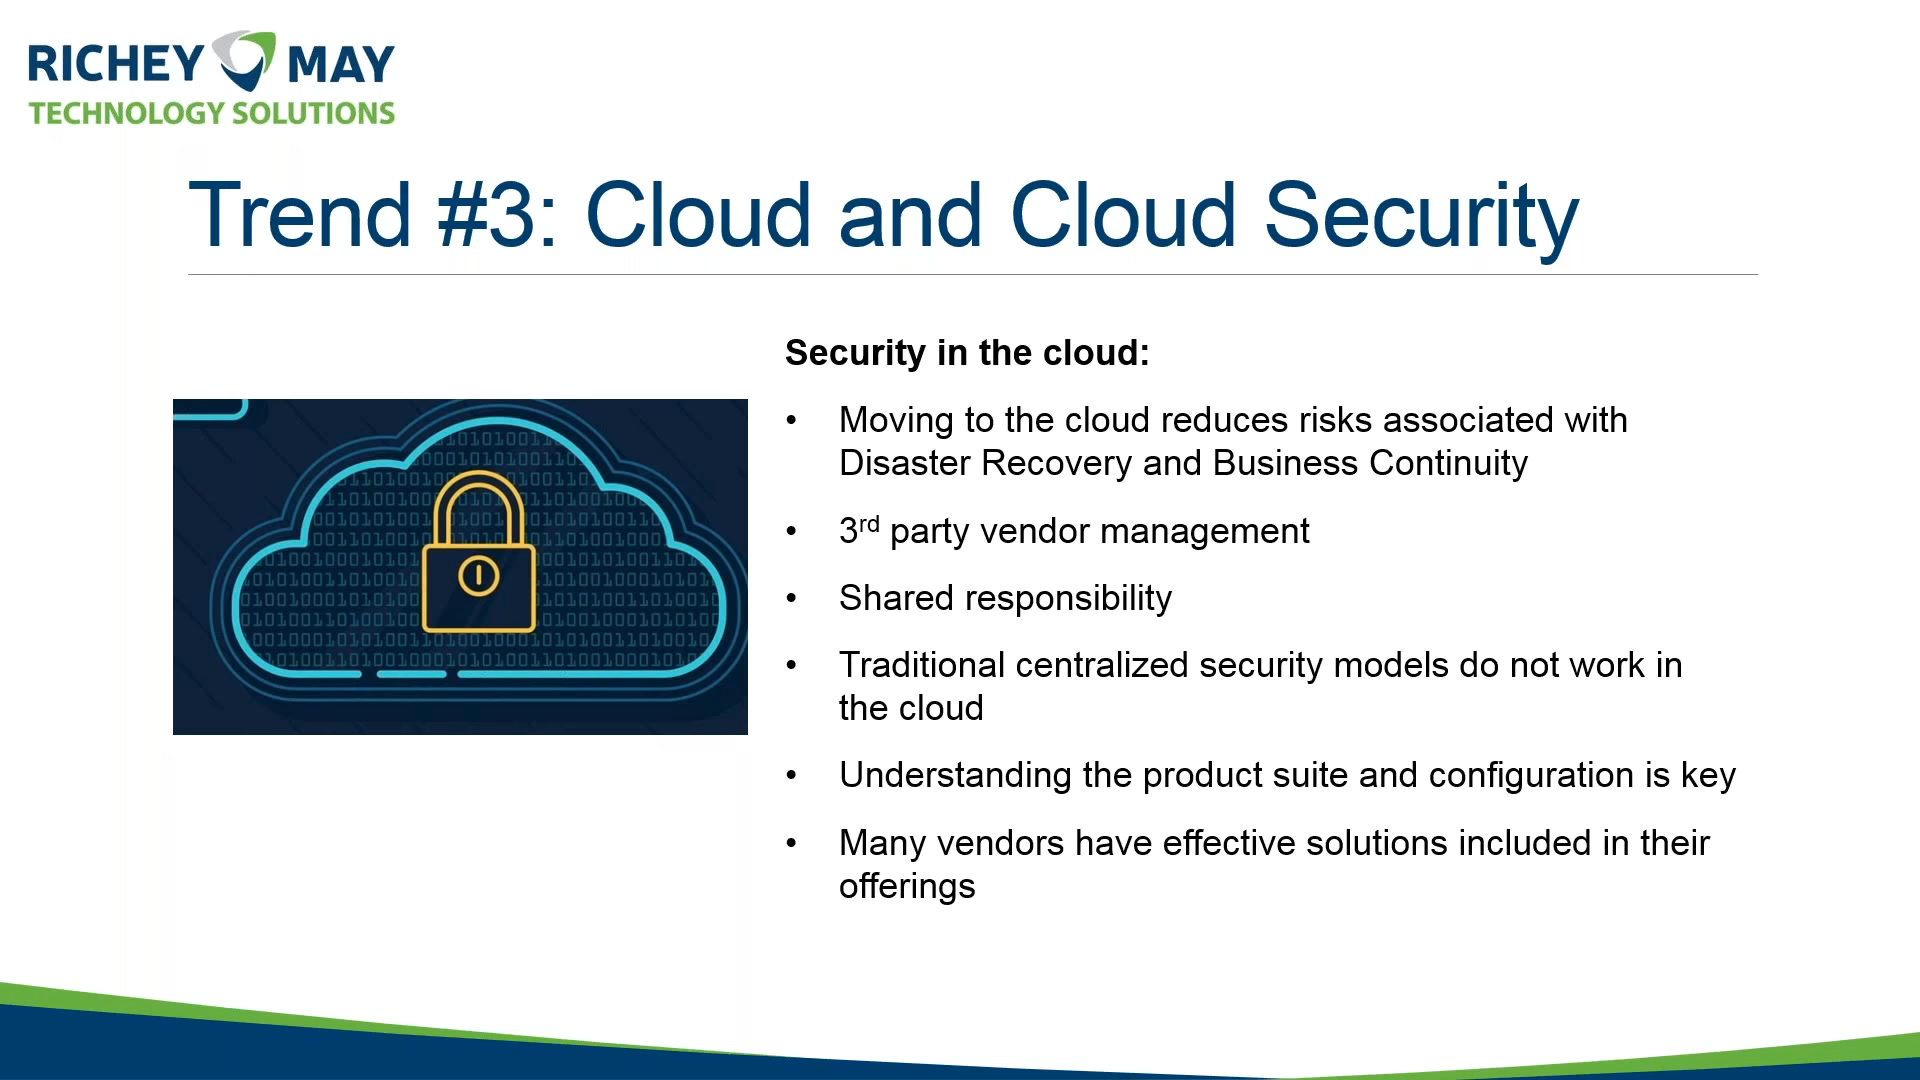 RICHEY MAY
TECHNOLOGY SOLUTIONS
Trend #3: Cloud and Cloud Security
Security in the cloud:
• Moving to the cloud reduces risks associated with
Disaster Recovery and Business Continuity
• 3rd party vendor management
• Shared responsibility
• Traditional centralized security models do not work in
the cloud
• Understanding the product suite and configuration is key
• Many vendors have effective solutions included in their
offerings